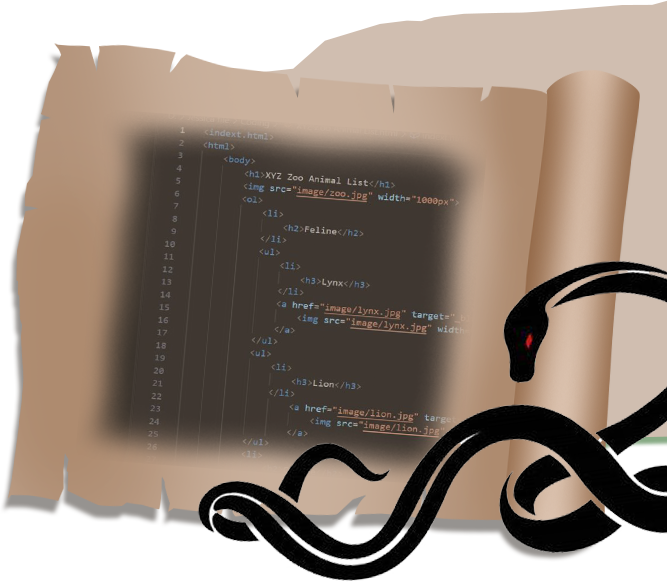 1 <indext.html>
2 <html>
3 <body>
4 <h1>XYZ Zoo Animal List</h1>
5 <img src="image/zoo.jpg" width="1000px">
6 <ol>
7 <li>
8 <h2>Feline</h2>
9 </li>
10 <ul>
11 <li>
12 <h3>Lynx</h3>
13 </li>
14 <a href="image/lynx.jpg" target="_
15 <img src="image/lynx.jpg" width=
16 </a>
17 </ul>
18 <ul>
19 <li>
20 <h3>Lion</h3>
21 </li>
22 <a href="image/lion.jpg" targe
23 <img src="image/lion.jpg"
24 </a>
25 </ul>
26 <li>